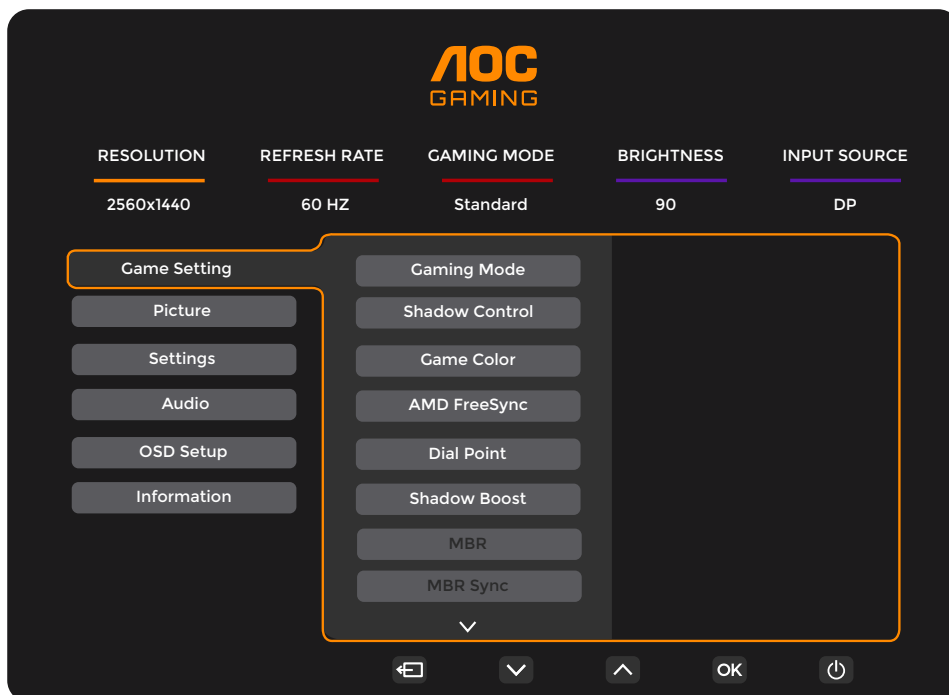 AOC
GAMING
RESOLUTION REFRESH RATE GAMING MODE BRIGHTNESS INPUT SOURCE
2560x1440 60 HZ Standard 90 DP
Game Setting
Picture
Settings
Audio
OSD Setup
Information
Gaming Mode
Shadow Control
Game Color
AMD FreeSync
Dial Point
Shadow Boost
MBR
MBR Sync
OK